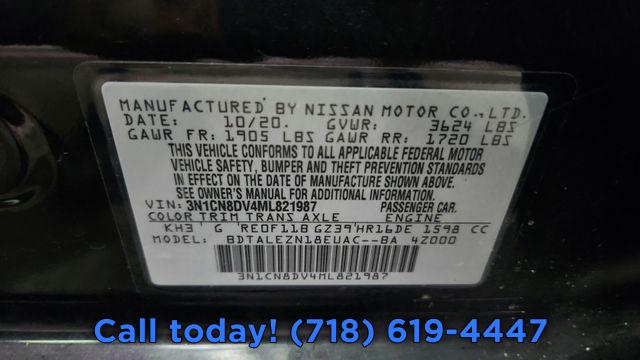 MANUFACTURED BY NISSAN MOTOR CO., LTD.
DATE: 10/20. GVWR: 3624 LBS
GAWR FR: 1905 LBS GAWR RR: 1720 LBS
THIS VEHICLE CONFORMS TO ALL APPLICABLE FEDERAL MOTOR
VEHICLE SAFETY, BUMPER AND THEFT PREVENTION STANDARDS
IN EFFECT ON THE DATE OF MANUFACTURE SHOWN ABOVE.
SEE OWNER'S MANUAL FOR ADDITIONAL INFORMATION.
VIN: 3N1CN8DV4ML821987 PASSENGER CAR.
COLOR TRIM TRANS AXLE ENGINE
KH3 G RE0F11B GZ39 HR16DE 1598 CC
MODEL: BDTALEZN18EUAC--BA 4Z000
3N1CN8DV4ML821987
Call today! (718) 619-4447